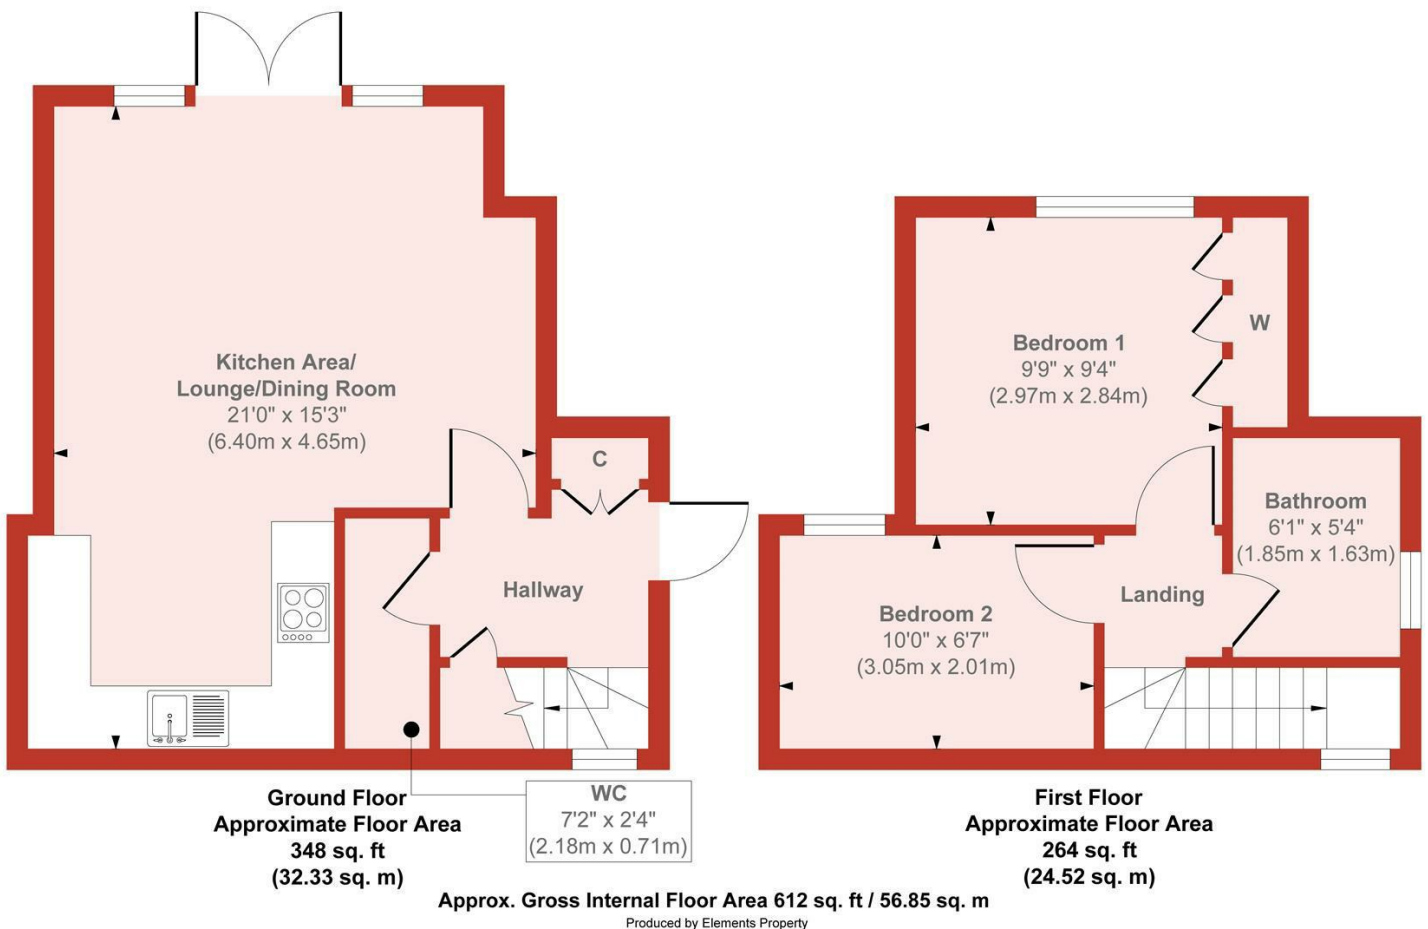 Kitchen Area/
Lounge/Dining Room
21'0" x 15'3"
(6.40m x 4.65m)
C
Hallway
WC
7'2" x 2'4"
(2.18m x 0.71m)
Ground Floor
Approximate Floor Area
348 sq. ft
(32.33 sq. m)
Bedroom 1
9'9" x 9'4"
(2.97m x 2.84m)
W
Bathroom
6'1" x 5'4"
(1.85m x 1.63m)
Landing
Bedroom 2
10'0" x 6'7"
(3.05m x 2.01m)
First Floor
Approximate Floor Area
264 sq. ft
(24.52 sq. m)
Approx. Gross Internal Floor Area 612 sq. ft / 56.85 sq. m
Produced by Elements Property